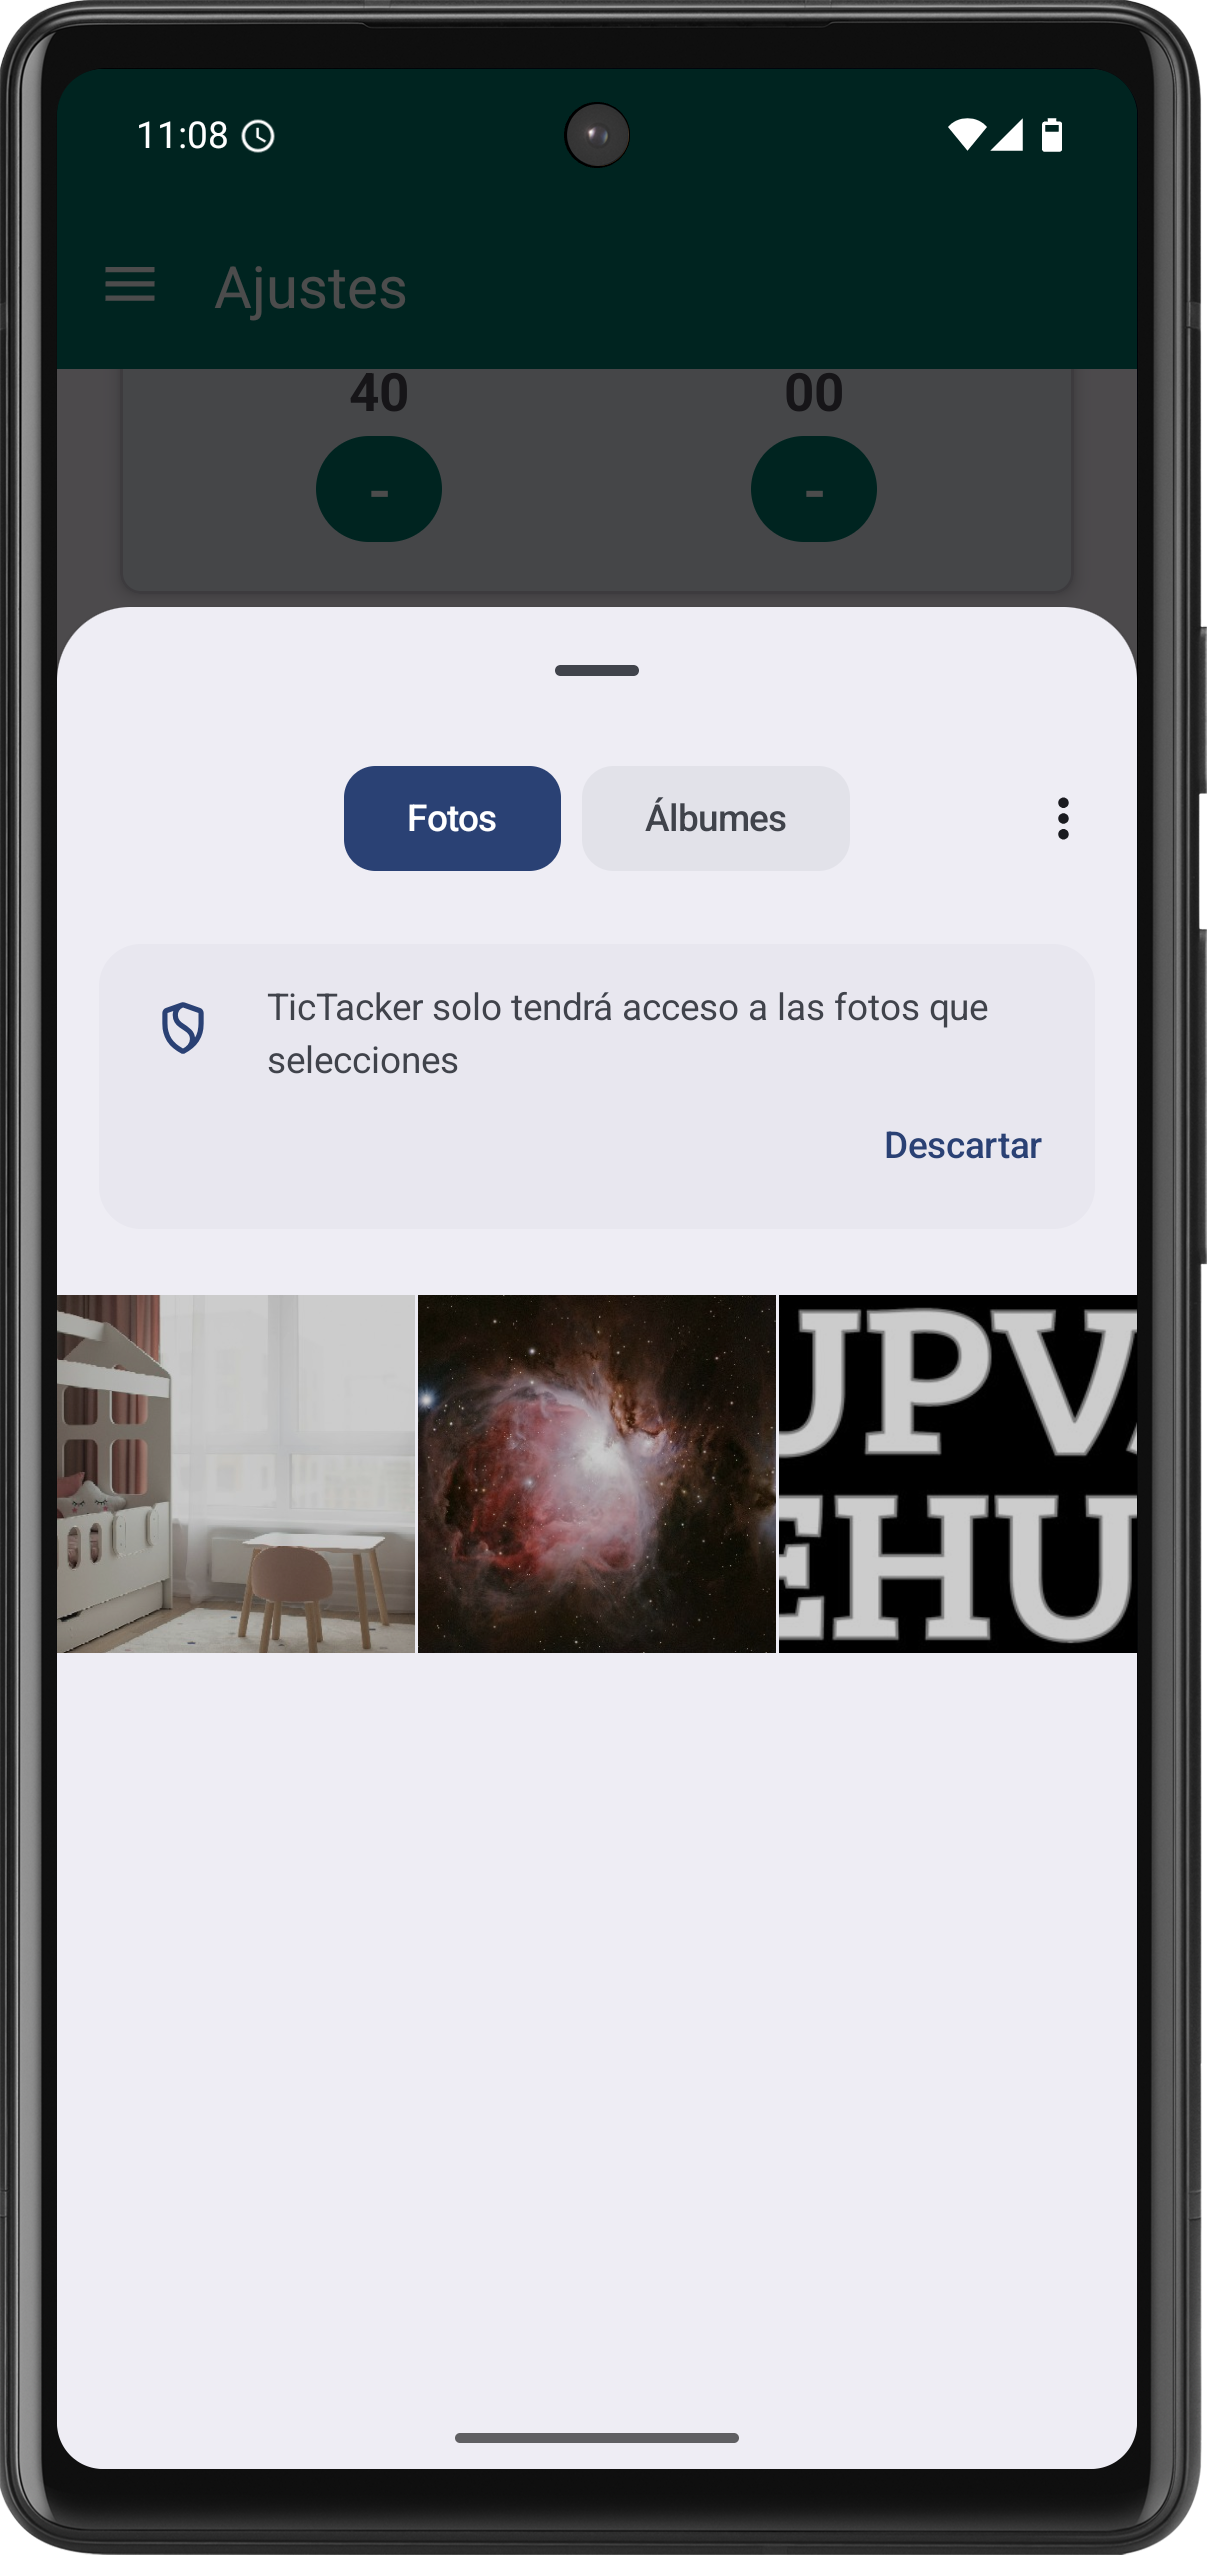 11:08
Ajustes
40 00
- -
Fotos Álbumes
TicTacker solo tendrá acceso a las fotos que
selecciones
Descartar
UPV
EHU